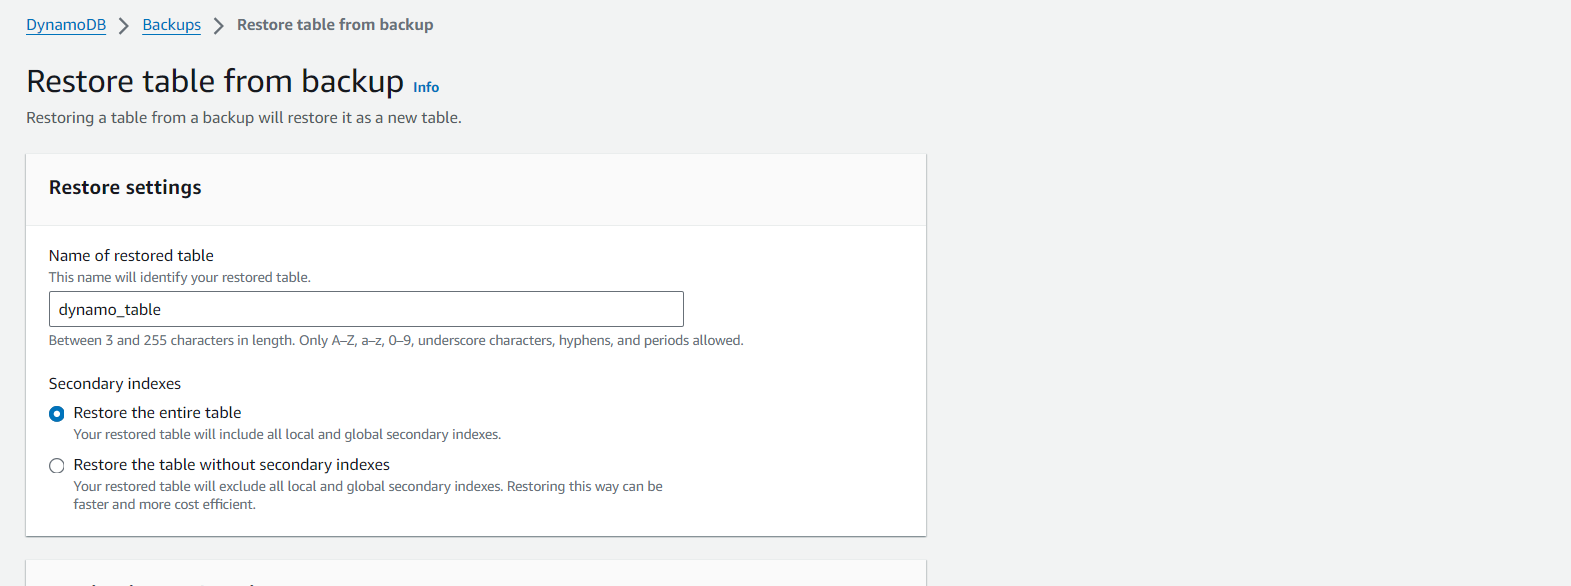 DynamoDB > Backups > Restore table from backup
Restore table from backup Info
Restoring a table from a backup will restore it as a new table.
Restore settings
Name of restored table
This name will identify your restored table.
dynamo_table
Between 3 and 255 characters in length. Only A–Z, a–z, 0–9, underscore characters, hyphens, and periods allowed.
Secondary indexes
Restore the entire table
Your restored table will include all local and global secondary indexes.
Restore the table without secondary indexes
Your restored table will exclude all local and global secondary indexes. Restoring this way can be
faster and more cost efficient.